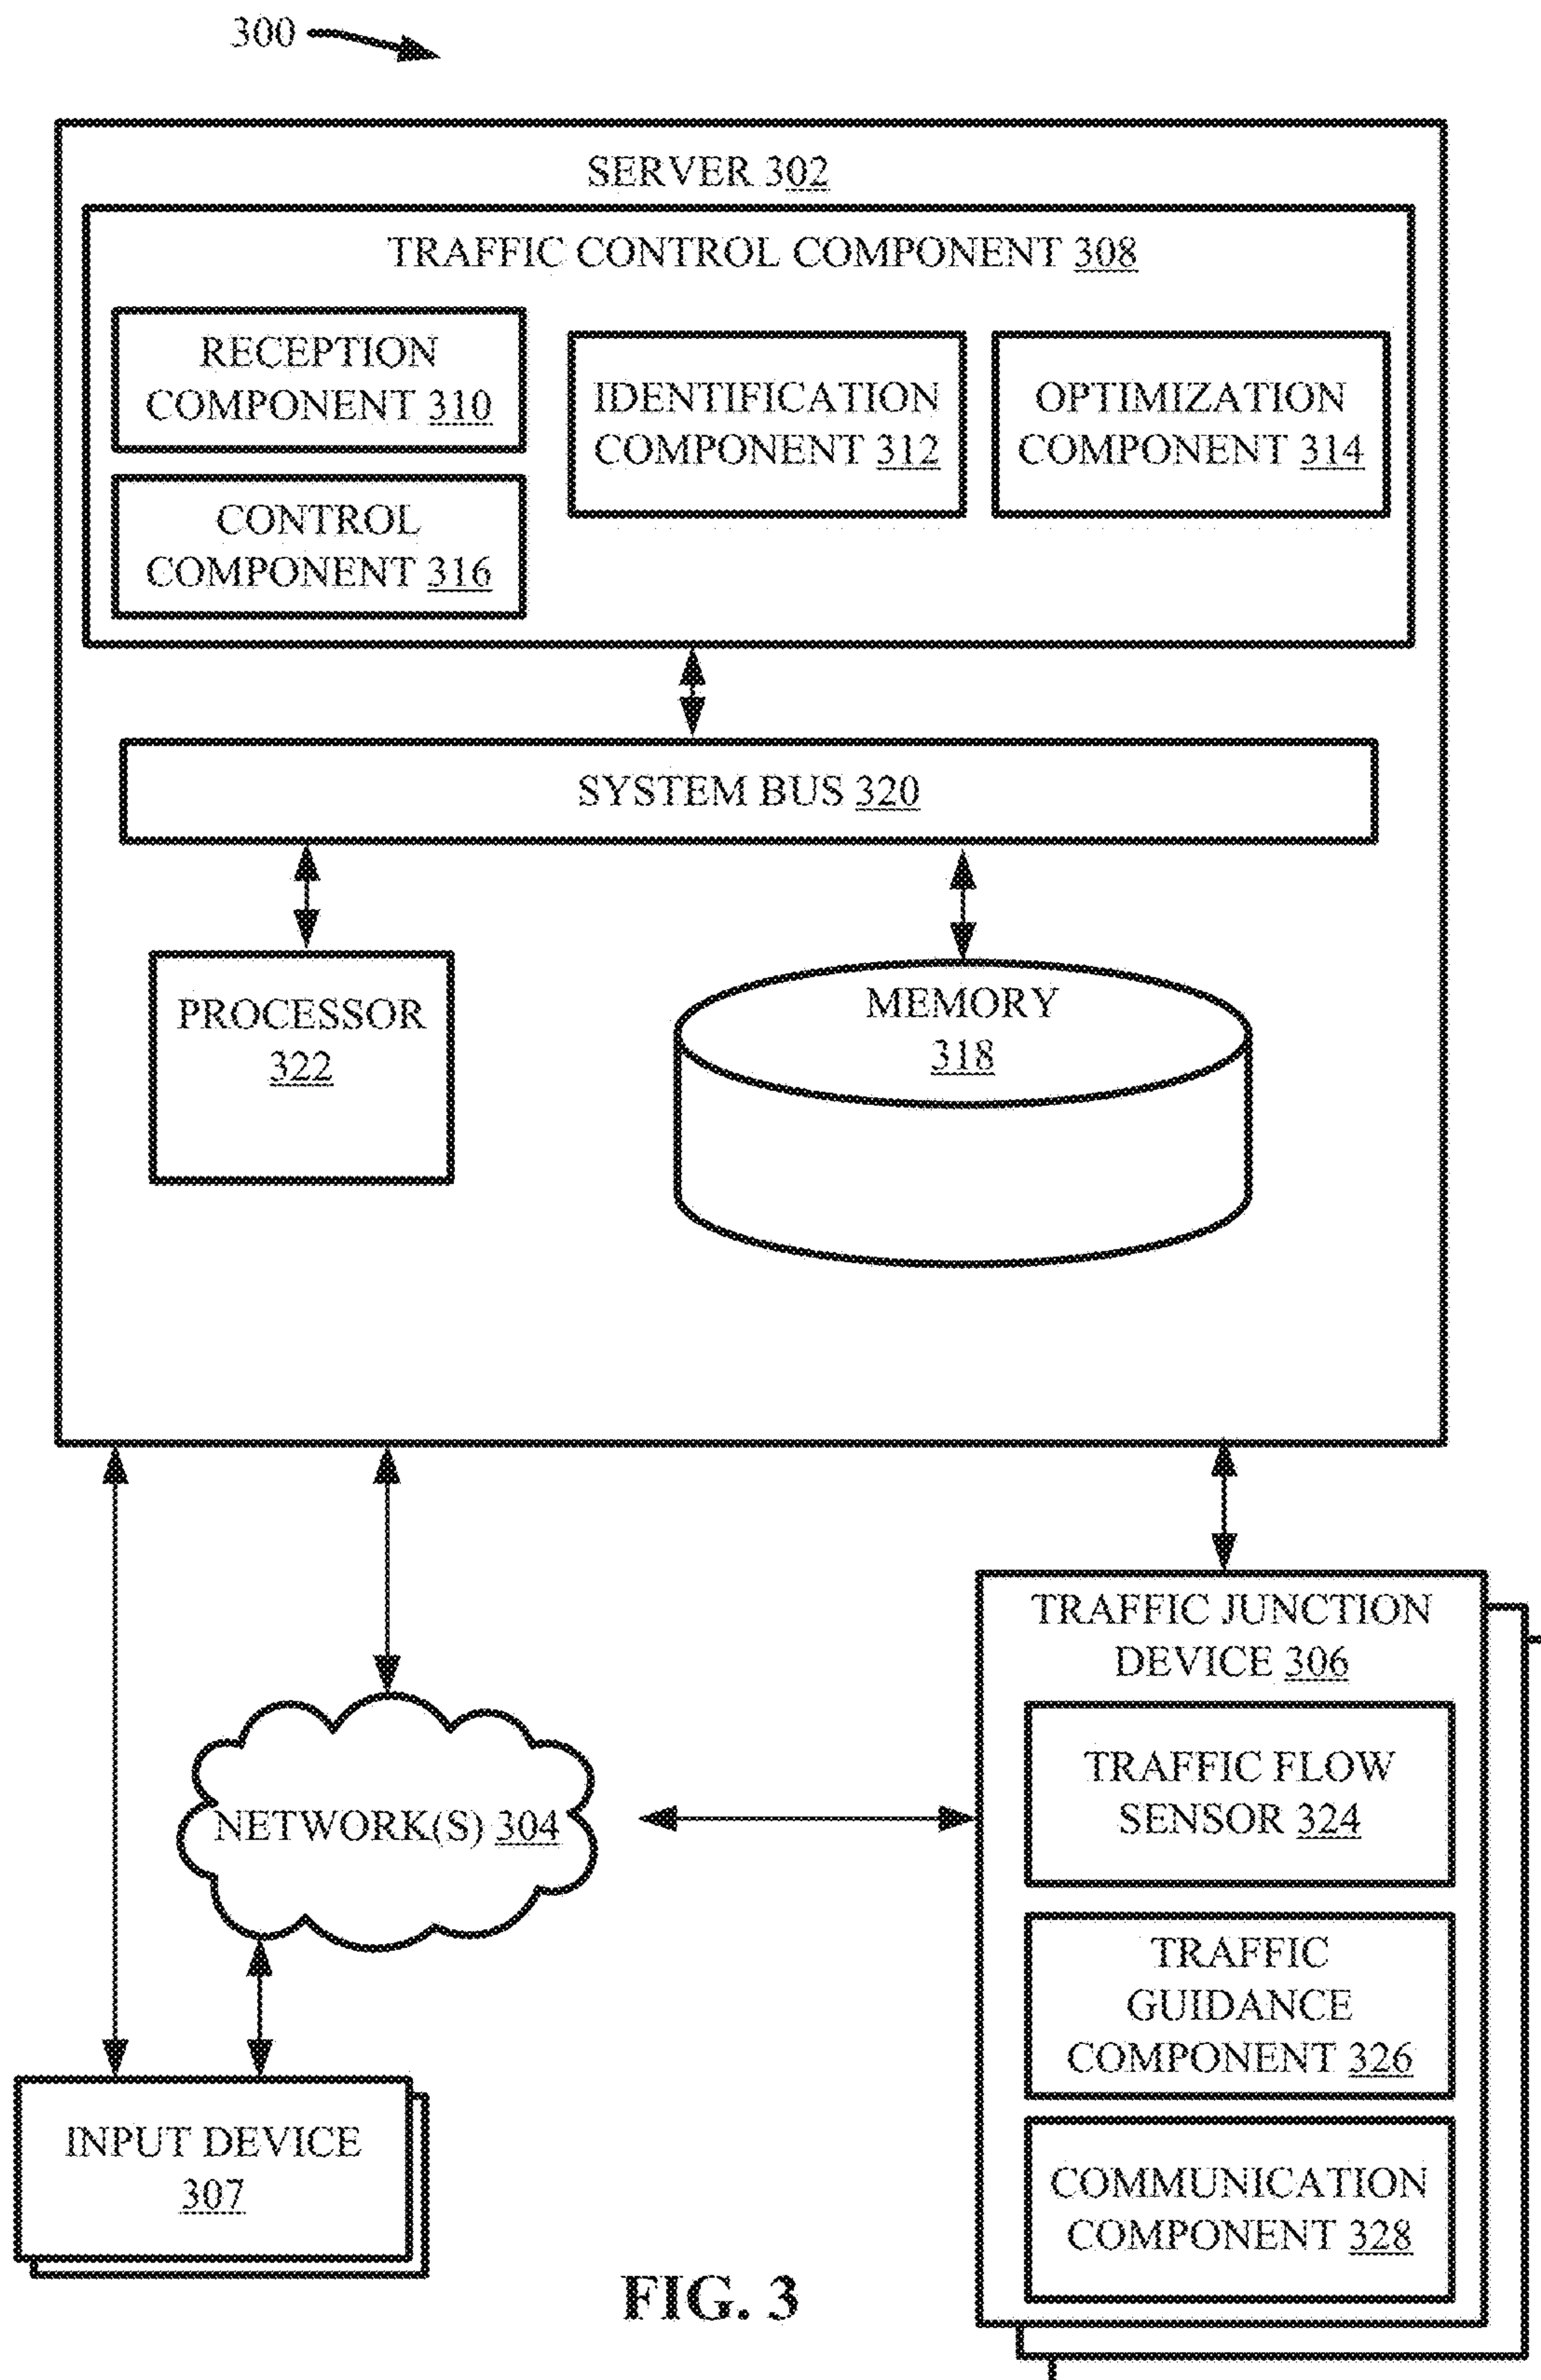 300
SERVER 302
TRAFFIC CONTROL COMPONENT 308
RECEPTION
COMPONENT 310
IDENTIFICATION
COMPONENT 312
OPTIMIZATION
COMPONENT 314
CONTROL
COMPONENT 316
SYSTEM BUS 320
PROCESSOR
322
MEMORY
318
TRAFFIC JUNCTION
DEVICE 306
TRAFFIC FLOW
SENSOR 324
NETWORK(S) 304
TRAFFIC
GUIDANCE
COMPONENT 326
INPUT DEVICE
307
COMMUNICATION
COMPONENT 328
FIG. 3